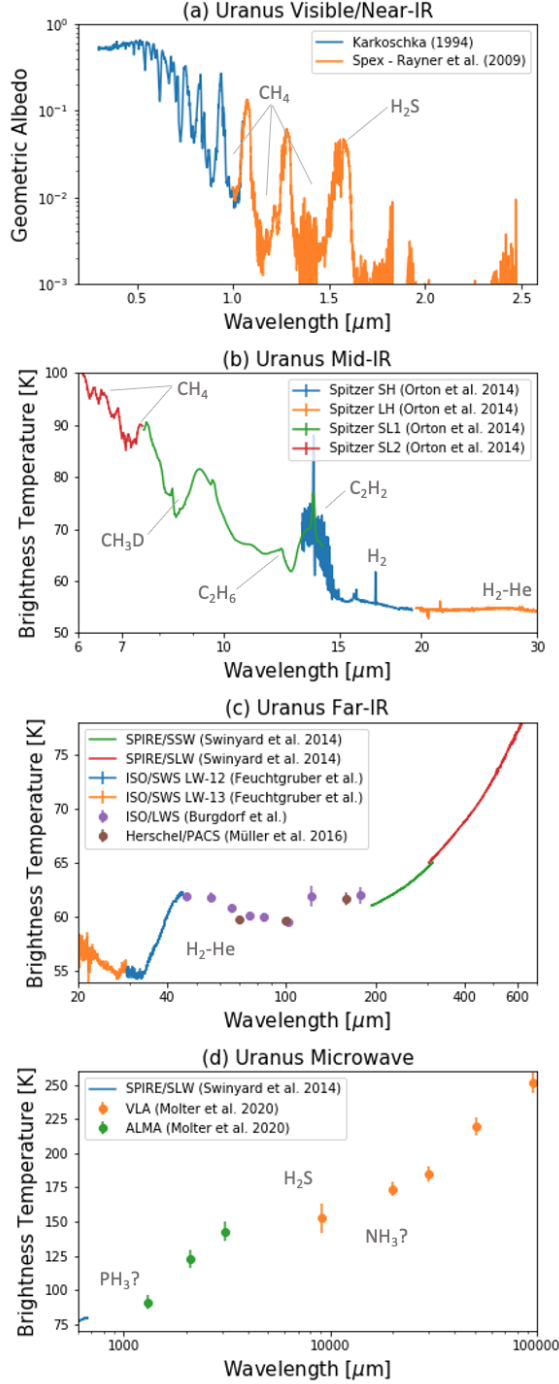 (a) Uranus Visible/Near-IR
10⁰
Karkoschka (1994)
Spex - Rayner et al. (2009)
CH₄
H₂S
10⁻¹
10⁻²
10⁻³
Geometric Albedo
0.5 1.0 1.5 2.0 2.5
Wavelength [μm]
(b) Uranus Mid-IR
100
90
80
70
60
50
Brightness Temperature [K]
Spitzer SH (Orton et al. 2014)
Spitzer LH (Orton et al. 2014)
Spitzer SL1 (Orton et al. 2014)
Spitzer SL2 (Orton et al. 2014)
CH₄
CH₃D
C₂H₆
C₂H₂
H₂
H₂-He
6 7 10 15 20 30
Wavelength [μm]
(c) Uranus Far-IR
75
70
65
60
55
Brightness Temperature [K]
SPIRE/SSW (Swinyard et al. 2014)
SPIRE/SLW (Swinyard et al. 2014)
ISO/SWS LW-12 (Feuchtgruber et al.)
ISO/SWS LW-13 (Feuchtgruber et al.)
ISO/LWS (Burgdorf et al.)
Herschel/PACS (Müller et al. 2016)
H₂-He
20 40 60 100 200 400 600
Wavelength [μm]
(d) Uranus Microwave
250
225
200
175
150
125
100
75
Brightness Temperature [K]
SPIRE/SLW (Swinyard et al. 2014)
VLA (Molter et al. 2020)
ALMA (Molter et al. 2020)
H₂S
NH₃?
PH₃?
1000 10000 100000
Wavelength [μm]